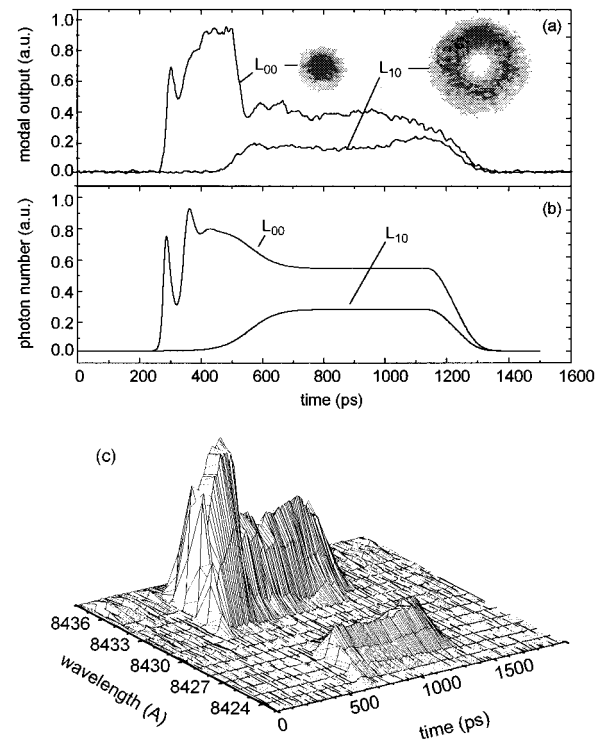 (a)
modal output (a.u.)
1.0
0.8
0.6
0.4
0.2
0.0
L00
L10
(b)
photon number (a.u.)
1.0
0.8
0.6
0.4
0.2
0.0
L00
L10
0 200 400 600 800 1000 1200 1400 1600
time (ps)
(c)
8436
8433
8430
8427
8424
wavelength (A)
0
500
1000
1500
time (ps)